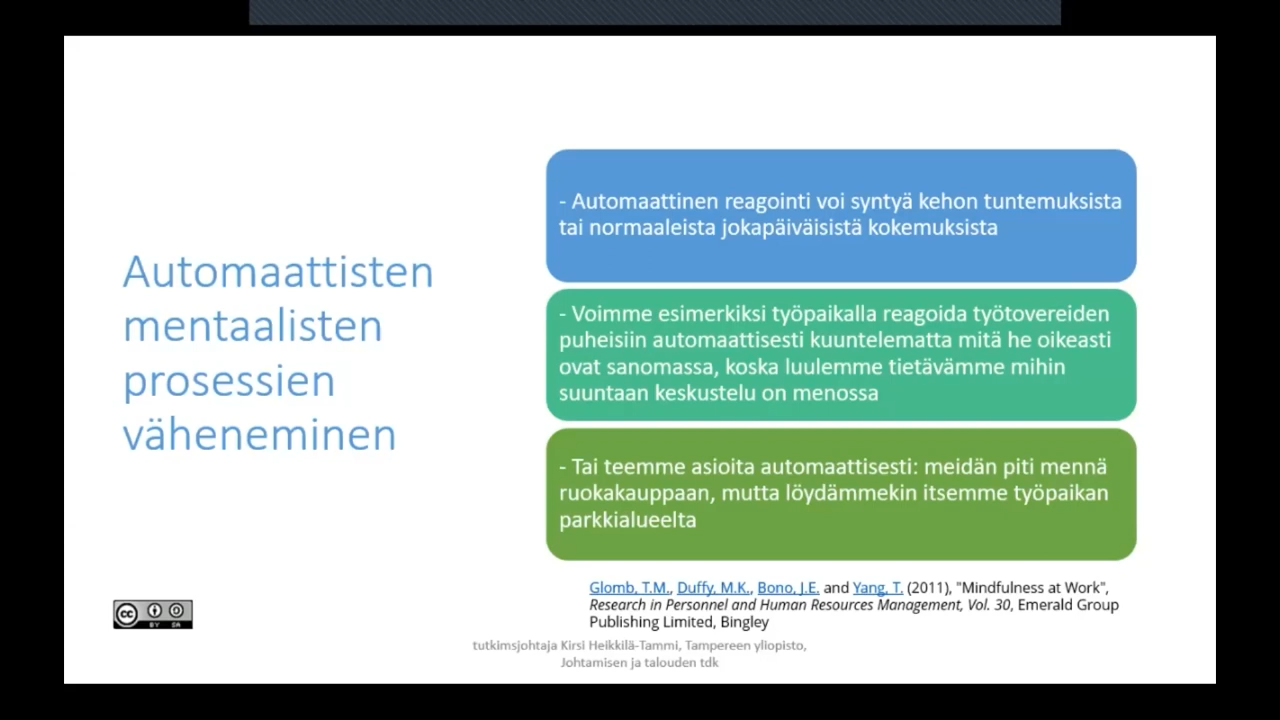 Automaattisten
mentaalisten
prosessien
väheneminen
- Automaattinen reagointi voi syntyä kehon tuntemuksista
tai normaaleista jokapäiväisistä kokemuksista
- Voimme esimerkiksi työpaikalla reagoida työtovereiden
puheisiin automaattisesti kuuntelematta mitä he oikeasti
ovat sanomassa, koska luulemme tietävämme mihin
suuntaan keskustelu on menossa
- Tai teemme asioita automaattisesti: meidän piti mennä
ruokakauppaan, mutta löydämmekin itsemme työpaikan
parkkialueelta
Glomb, T.M., Duffy, M.K., Bono, J.E. and Yang, T. (2011), "Mindfulness at Work",
Research in Personnel and Human Resources Management, Vol. 30, Emerald Group
Publishing Limited, Bingley
cc BY SA
tutkimsjohtaja Kirsi Heikkilä-Tammi, Tampereen yliopisto,
Johtamisen ja talouden tdk